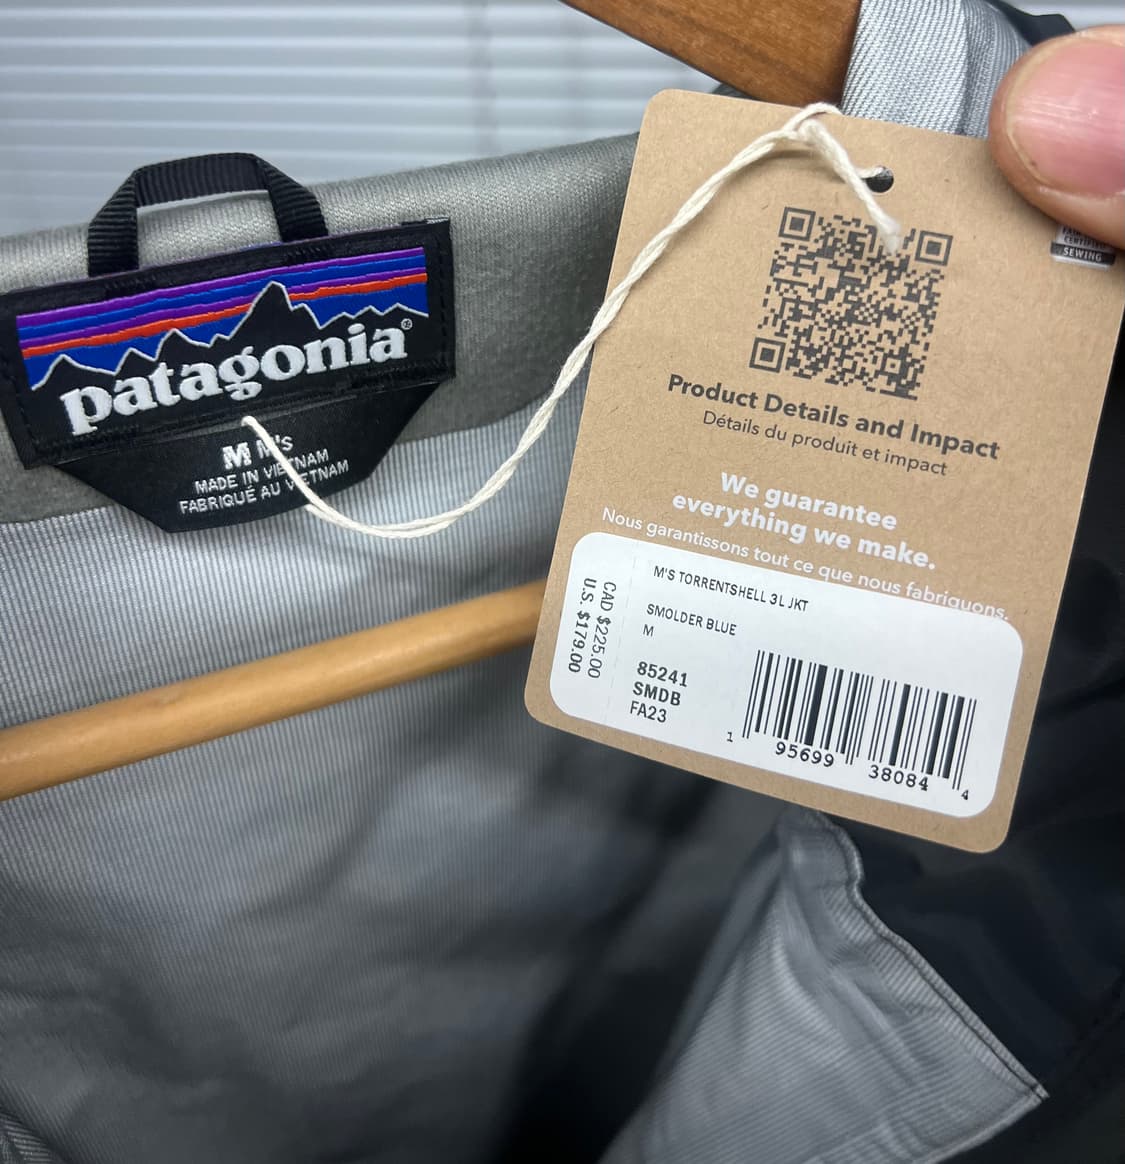 patagonia®
M M'S
MADE IN VIETNAM
FABRIQUÉ AU VIETNAM
CERTIFIED
SEWING
Product Details and Impact
Détails du produit et impact
We guarantee
everything we make.
Nous garantissons tout ce que nous fabriquons.
CAD $225.00
U.S. $179.00
M'S TORRENTSHELL 3L JKT
SMOLDER BLUE
M
85241
SMDB
FA23
1 95699 38084 4